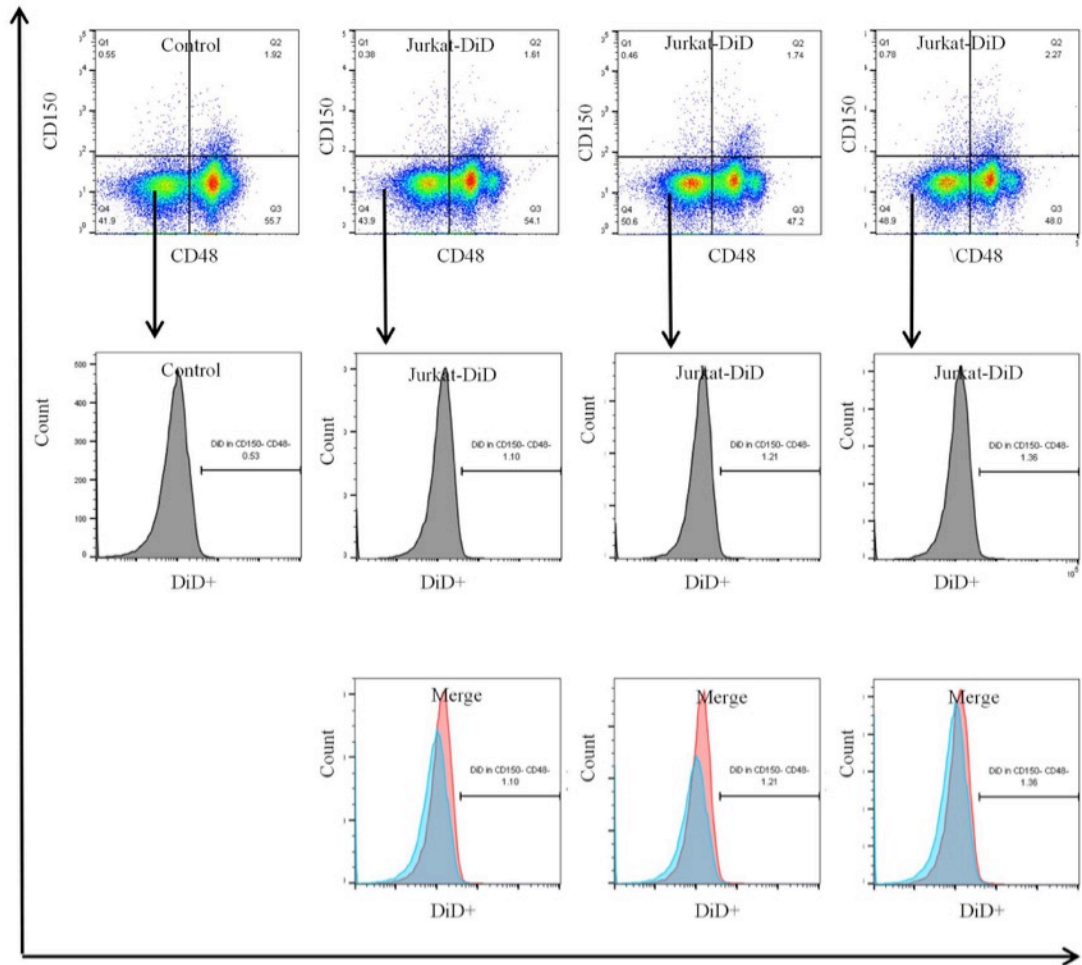 Control
Q1
0.55
Q2
1.92
Q4
41.9
Q3
55.7
CD150
CD48
Jurkat-DiD
Q1
0.38
Q2
1.61
Q4
43.9
Q3
54.1
CD150
CD48
Jurkat-DiD
Q1
0.46
Q2
1.74
Q4
50.6
Q3
47.2
CD150
CD48
Jurkat-DiD
Q1
0.78
Q2
2.27
Q4
48.9
Q3
48.0
CD150
\CD48
Control
500
400
300
200
100
0
Count
DiD in CD150- CD48-
0.53
DiD+
Jurkat-DiD
Count
DiD in CD150- CD48-
1.10
DiD+
Jurkat-DiD
Count
DiD in CD150- CD48-
1.21
DiD+
Jurkat-DiD
Count
DiD in CD150- CD48-
1.36
DiD+
Merge
Count
DiD in CD150- CD48-
1.10
DiD+
Merge
Count
DiD in CD150- CD48-
1.21
DiD+
Merge
Count
DiD in CD150- CD48-
1.36
DiD+